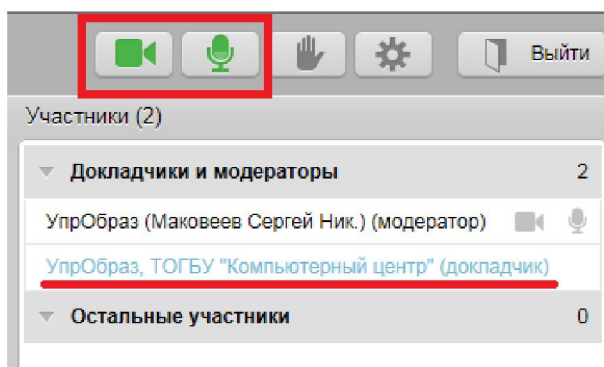 Выйти
Участники (2)
Докладчики и модераторы 2
УпрОбраз (Маковеев Сергей Ник.) (модератор)
УпрОбраз, ТОГБУ "Компьютерный центр" (докладчик)
Остальные участники 0